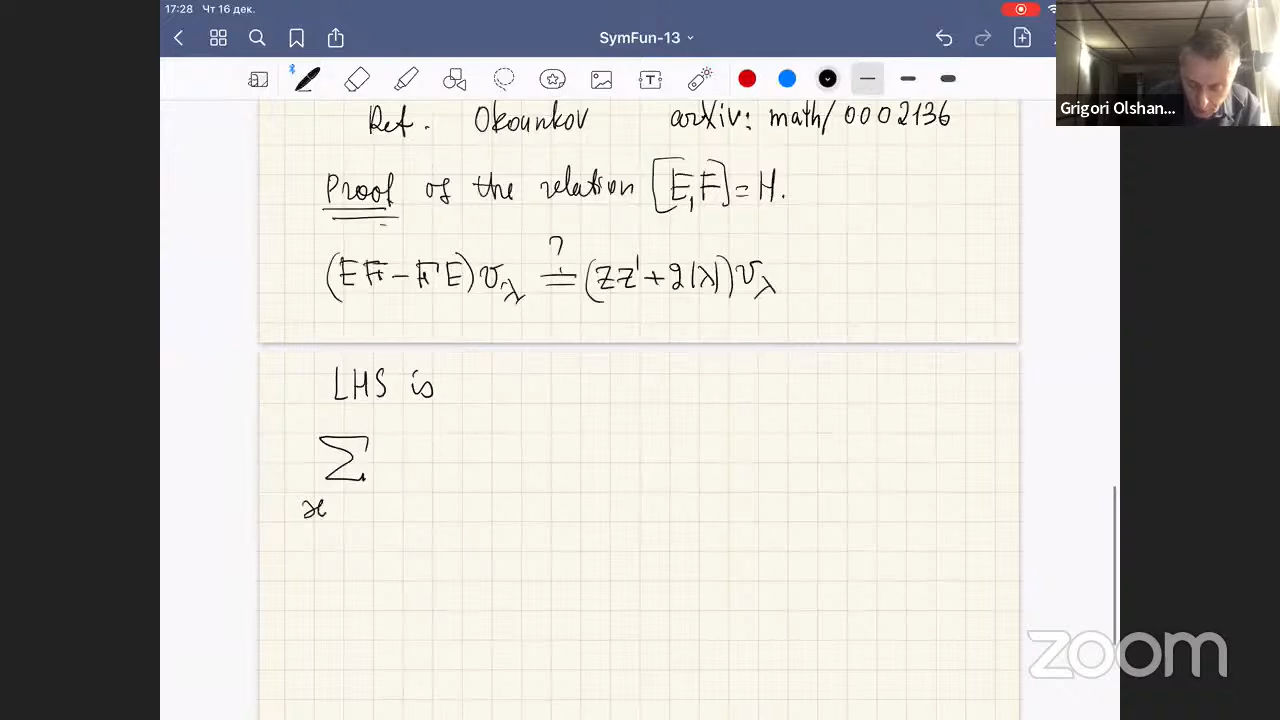 17:28 Чт 16 дек.
SymFun-13
Grigori Olshan...
Ref. Okounkov arXiv: math/0002136
Proof of the relation [E,F]=H.
(EF-FE)v_λ ?= (zz'+2|λ|)v_λ
LHS is
Σ
x
zoom